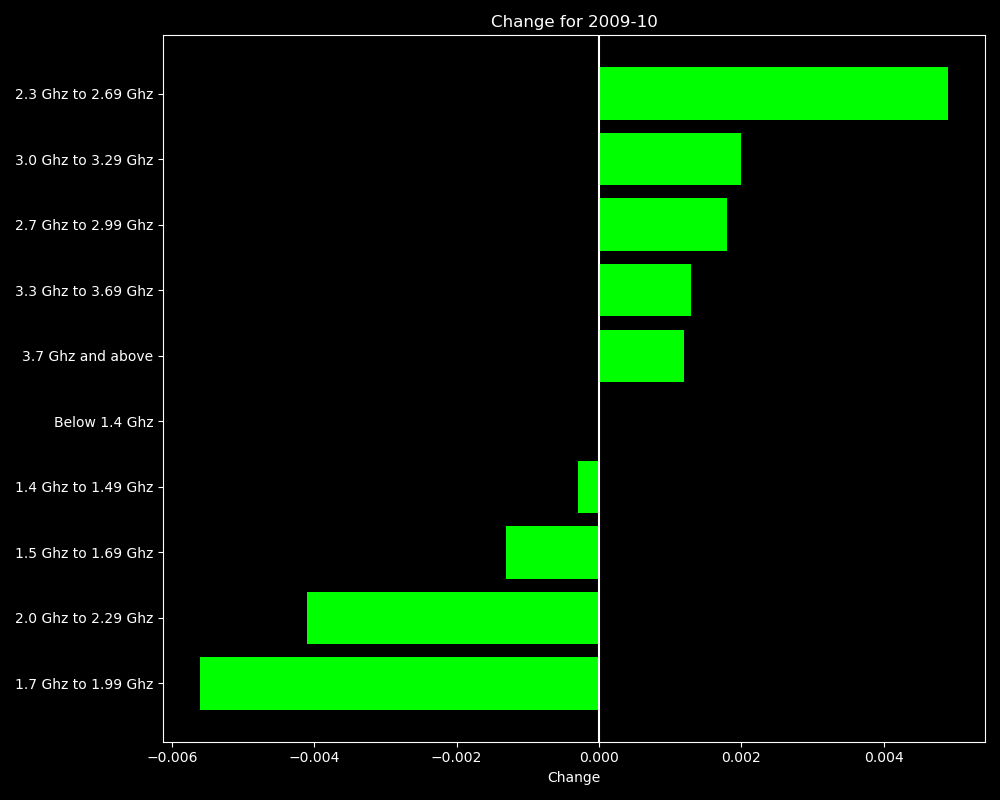 Change for 2009-10
2.3 Ghz to 2.69 Ghz
3.0 Ghz to 3.29 Ghz
2.7 Ghz to 2.99 Ghz
3.3 Ghz to 3.69 Ghz
3.7 Ghz and above
Below 1.4 Ghz
1.4 Ghz to 1.49 Ghz
1.5 Ghz to 1.69 Ghz
2.0 Ghz to 2.29 Ghz
1.7 Ghz to 1.99 Ghz
−0.006 −0.004 −0.002 0.000 0.002 0.004
Change